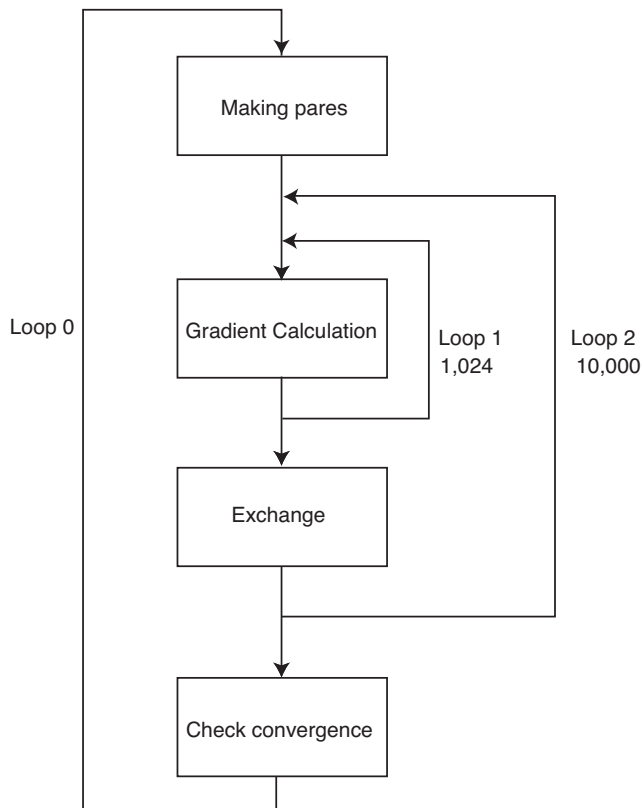 Making pares
Loop 0
Gradient Calculation
Loop 1
1,024
Loop 2
10,000
Exchange
Check convergence